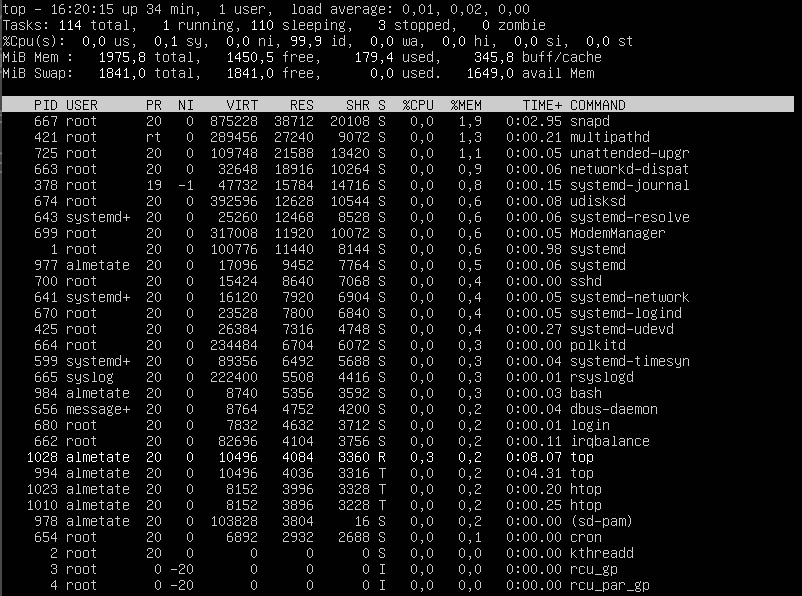 top - 16:20:15 up 34 min,  1 user,  load average: 0,01, 0,02, 0,00
Tasks: 114 total,   1 running, 110 sleeping,   3 stopped,   0 zombie
%Cpu(s):  0,0 us,  0,1 sy,  0,0 ni, 99,9 id,  0,0 wa,  0,0 hi,  0,0 si,  0,0 st
MiB Mem :   1975,8 total,   1450,5 free,    179,4 used,    345,8 buff/cache
MiB Swap:   1841,0 total,   1841,0 free,      0,0 used.   1649,0 avail Mem
PID USER      PR  NI    VIRT    RES    SHR S  %CPU  %MEM     TIME+ COMMAND
667 root      20   0  875228  38712  20108 S   0,0   1,9   0:02.95 snapd
421 root      rt   0  289456  27240   9072 S   0,0   1,3   0:00.21 multipathd
725 root      20   0  109748  21588  13420 S   0,0   1,1   0:00.05 unattended-upgr
663 root      20   0   32648  18916  10264 S   0,0   0,9   0:00.06 networkd-dispat
378 root      19  -1   47732  15784  14716 S   0,0   0,8   0:00.15 systemd-journal
674 root      20   0  392596  12628  10544 S   0,0   0,6   0:00.08 udisksd
643 systemd+  20   0   25260  12468   8528 S   0,0   0,6   0:00.06 systemd-resolve
699 root      20   0  317008  11920  10072 S   0,0   0,6   0:00.05 ModemManager
1 root      20   0  100776  11440   8144 S   0,0   0,6   0:00.98 systemd
977 almetate  20   0   17096   9452   7764 S   0,0   0,5   0:00.06 systemd
700 root      20   0   15424   8640   7068 S   0,0   0,4   0:00.00 sshd
641 systemd+  20   0   16120   7920   6904 S   0,0   0,4   0:00.05 systemd-network
670 root      20   0   23528   7800   6840 S   0,0   0,4   0:00.05 systemd-logind
425 root      20   0   26384   7316   4748 S   0,0   0,4   0:00.27 systemd-udevd
664 root      20   0  234484   6704   6072 S   0,0   0,3   0:00.00 polkitd
599 systemd+  20   0   89356   6492   5688 S   0,0   0,3   0:00.04 systemd-timesyn
665 syslog    20   0  222400   5508   4416 S   0,0   0,3   0:00.01 rsyslogd
984 almetate  20   0    8740   5356   3592 S   0,0   0,3   0:00.03 bash
656 message+  20   0    8764   4752   4200 S   0,0   0,2   0:00.04 dbus-daemon
680 root      20   0    7832   4632   3712 S   0,0   0,2   0:00.01 login
662 root      20   0   82696   4104   3756 S   0,0   0,2   0:00.11 irqbalance
1028 almetate  20   0   10496   4084   3360 R   0,3   0,2   0:08.07 top
994 almetate  20   0   10496   4036   3316 T   0,0   0,2   0:04.31 top
1023 almetate  20   0    8152   3996   3328 T   0,0   0,2   0:00.20 htop
1010 almetate  20   0    8152   3896   3228 T   0,0   0,2   0:00.25 htop
978 almetate  20   0  103828   3804     16 S   0,0   0,2   0:00.00 (sd-pam)
654 root      20   0    6892   2932   2688 S   0,0   0,1   0:00.00 cron
2 root      20   0       0      0      0 S   0,0   0,0   0:00.00 kthreadd
3 root       0 -20       0      0      0 I   0,0   0,0   0:00.00 rcu_gp
4 root       0 -20       0      0      0 I   0,0   0,0   0:00.00 rcu_par_gp